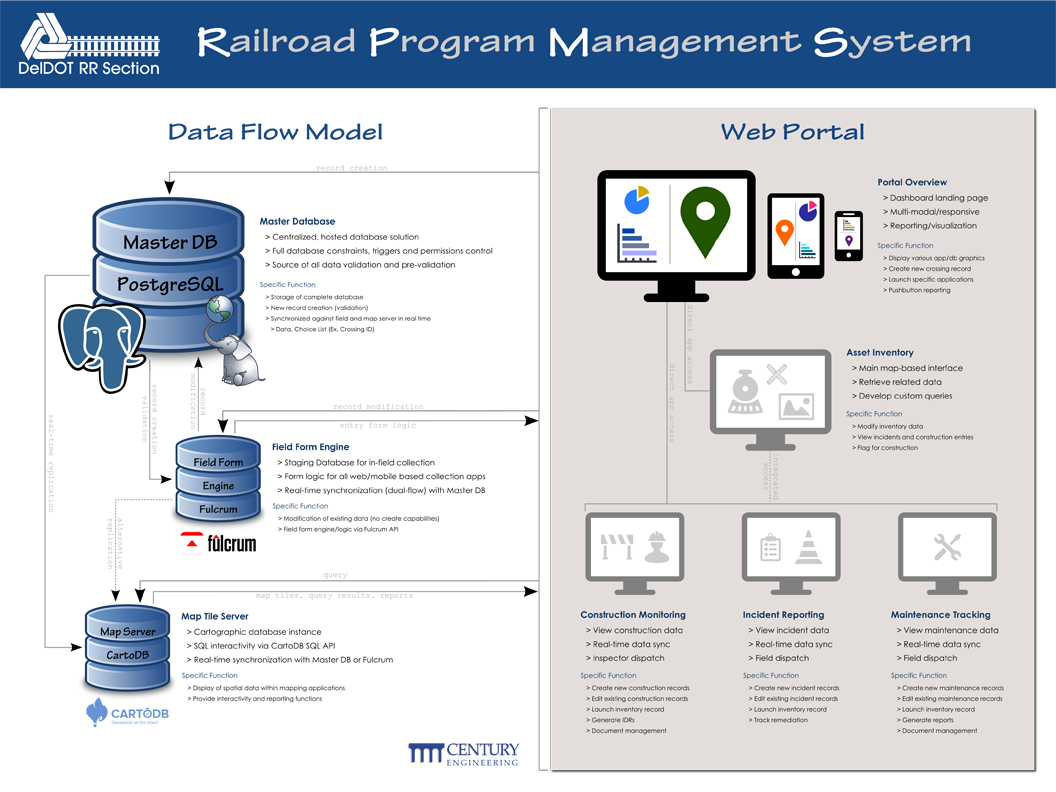 DelDOT RR Section
Railroad Program Management System
Data Flow Model
record creation
Master DB
PostgreSQL
Master Database
> Centralized, hosted database solution
> Full database constraints, triggers and permissions control
> Source of all data validation and pre-validation
Specific Function
> Storage of complete database
> New record creation (validation)
> Synchronized against field and map server in real time
> Data, Choice List (Ex. Crossing ID)
real-time replication
record creation
validation
record
modification
record modification
entry form logic
Field Form
Engine
Fulcrum
Field Form Engine
> Staging Database for in-field collection
> Form logic for all web/mobile based collection apps
> Real-time synchronization (dual-flow) with Master DB
Specific Function
> Modification of existing data (no create capabilities)
> Field form engine/logic via Fulcrum API
fulcrum
alternative
replication
query
map tiles, query results, reports
Map Server
CartoDB
Map Tile Server
> Cartographic database instance
> SQL interactivity via CartoDB SQL API
> Real-time synchronization with Master DB or Fulcrum
Specific Function
> Display of spatial data within mapping applications
> Provide interactivity and reporting functions
CARTODB
Geospatial on the cloud
CENTURY
ENGINEERING
Web Portal
Portal Overview
> Dashboard landing page
> Multi-modal/responsive
> Reporting/visualization
Specific Function
> Display various app/db graphics
> Create new crossing record
> Launch specific applications
> Pushbutton reporting
direct app access
direct app access
Asset Inventory
> Main map-based interface
> Retrieve related data
> Develop custom queries
Specific Function
> Modify inventory data
> View incidents and construction entries
> Flag for construction
integrated
access
Construction Monitoring
> View construction data
> Real-time data sync
> Inspector dispatch
Specific Function
> Create new construction records
> Edit existing construction records
> Launch inventory record
> Generate IDRs
> Document management
Incident Reporting
> View incident data
> Real-time data sync
> Field dispatch
Specific Function
> Create new incident records
> Edit existing incident records
> Launch inventory record
> Track remediation
Maintenance Tracking
> View maintenance data
> Real-time data sync
> Field dispatch
Specific Function
> Create new maintenance records
> Edit existing maintenance records
> Launch inventory record
> Generate reports
> Document management